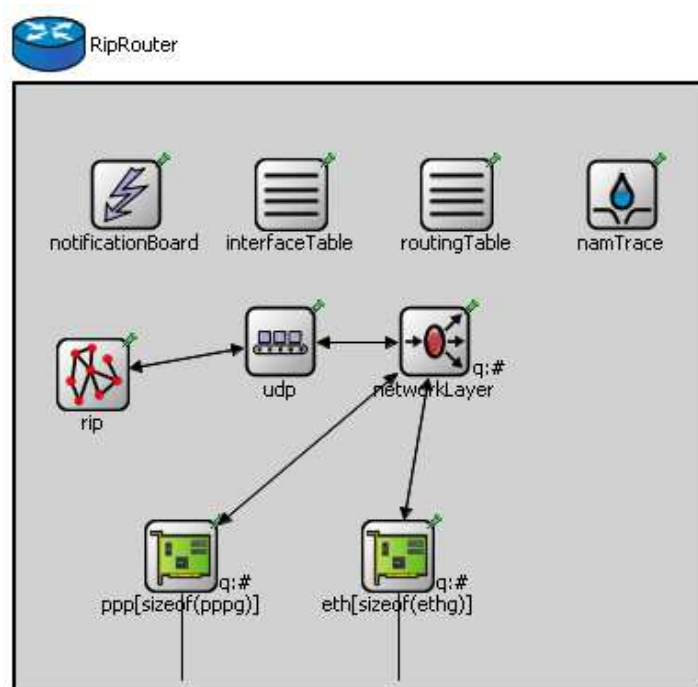 RipRouter
notificationBoard
interfaceTable
routingTable
namTrace
rip
udp
q:#
networkLayer
q:#
ppp[sizeof(pppg)]
q:#
eth[sizeof(ethg)]